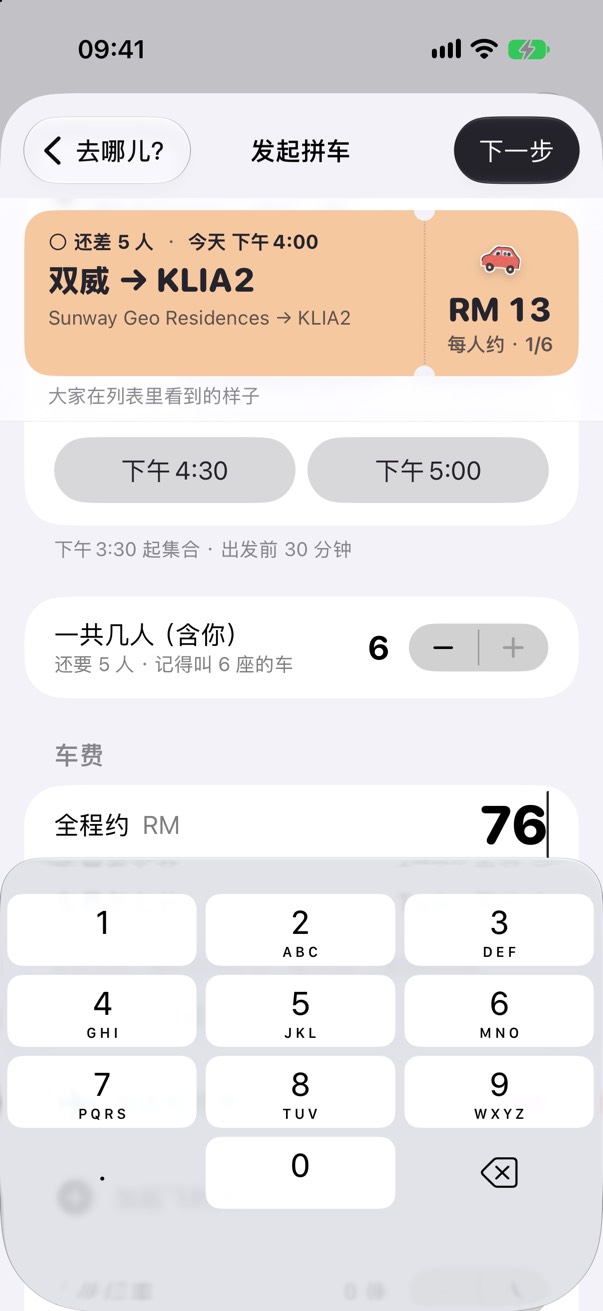 09:41
去哪儿?
发起拼车
下一步
还差 5 人 · 今天 下午 4:00
双威 → KLIA2
Sunway Geo Residences → KLIA2
RM 13
每人约 · 1/6
大家在列表里看到的样子
下午 4:30
下午 5:00
下午 3:30 起集合 · 出发前 30 分钟
一共几人（含你）
还要 5 人 · 记得叫 6 座的车
6
车费
全程约 RM
76
1
2
ABC
3
DEF
4
GHI
5
JKL
6
MNO
7
PQRS
8
TUV
9
WXYZ
.
0